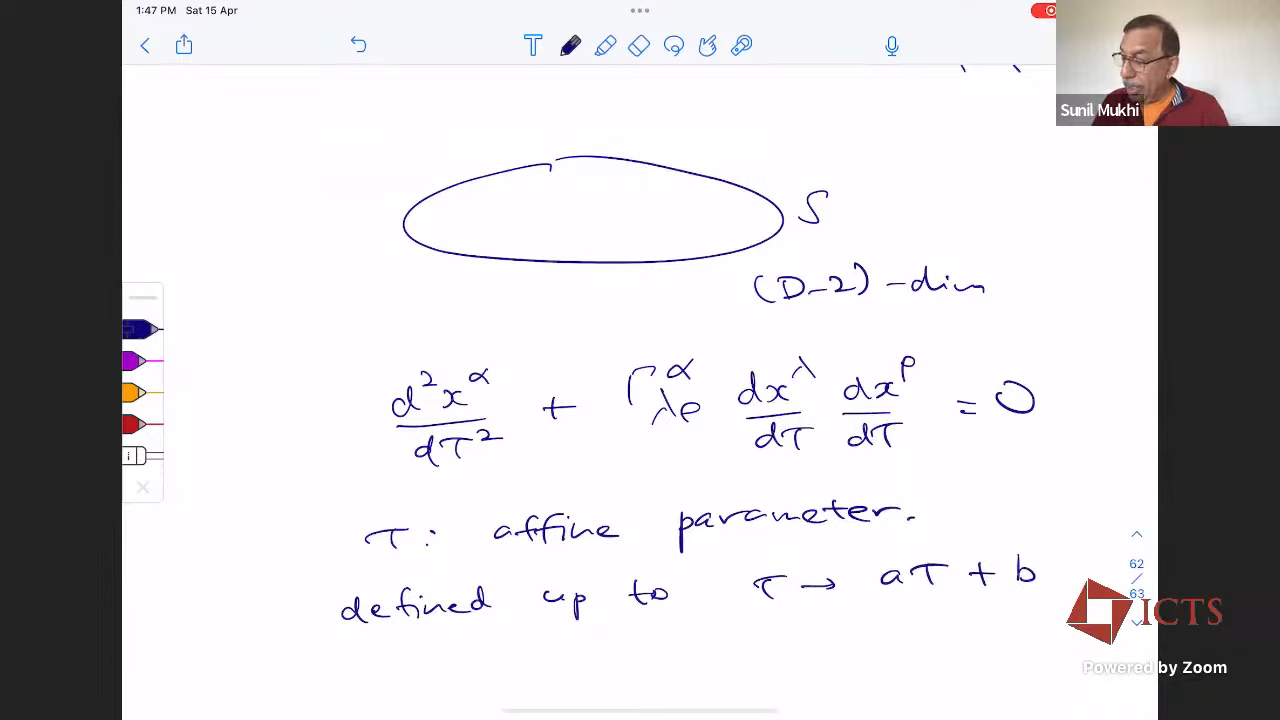 1:47 PM Sat 15 Apr
Sunil Mukhi
S
(D-2)-dim
d²x^α/dτ² + Γ^α_λρ dx^λ/dτ dx^ρ/dτ = 0
τ: affine parameter.
defined up to τ → aτ + b
62
/
63
ICTS
Powered by Zoom